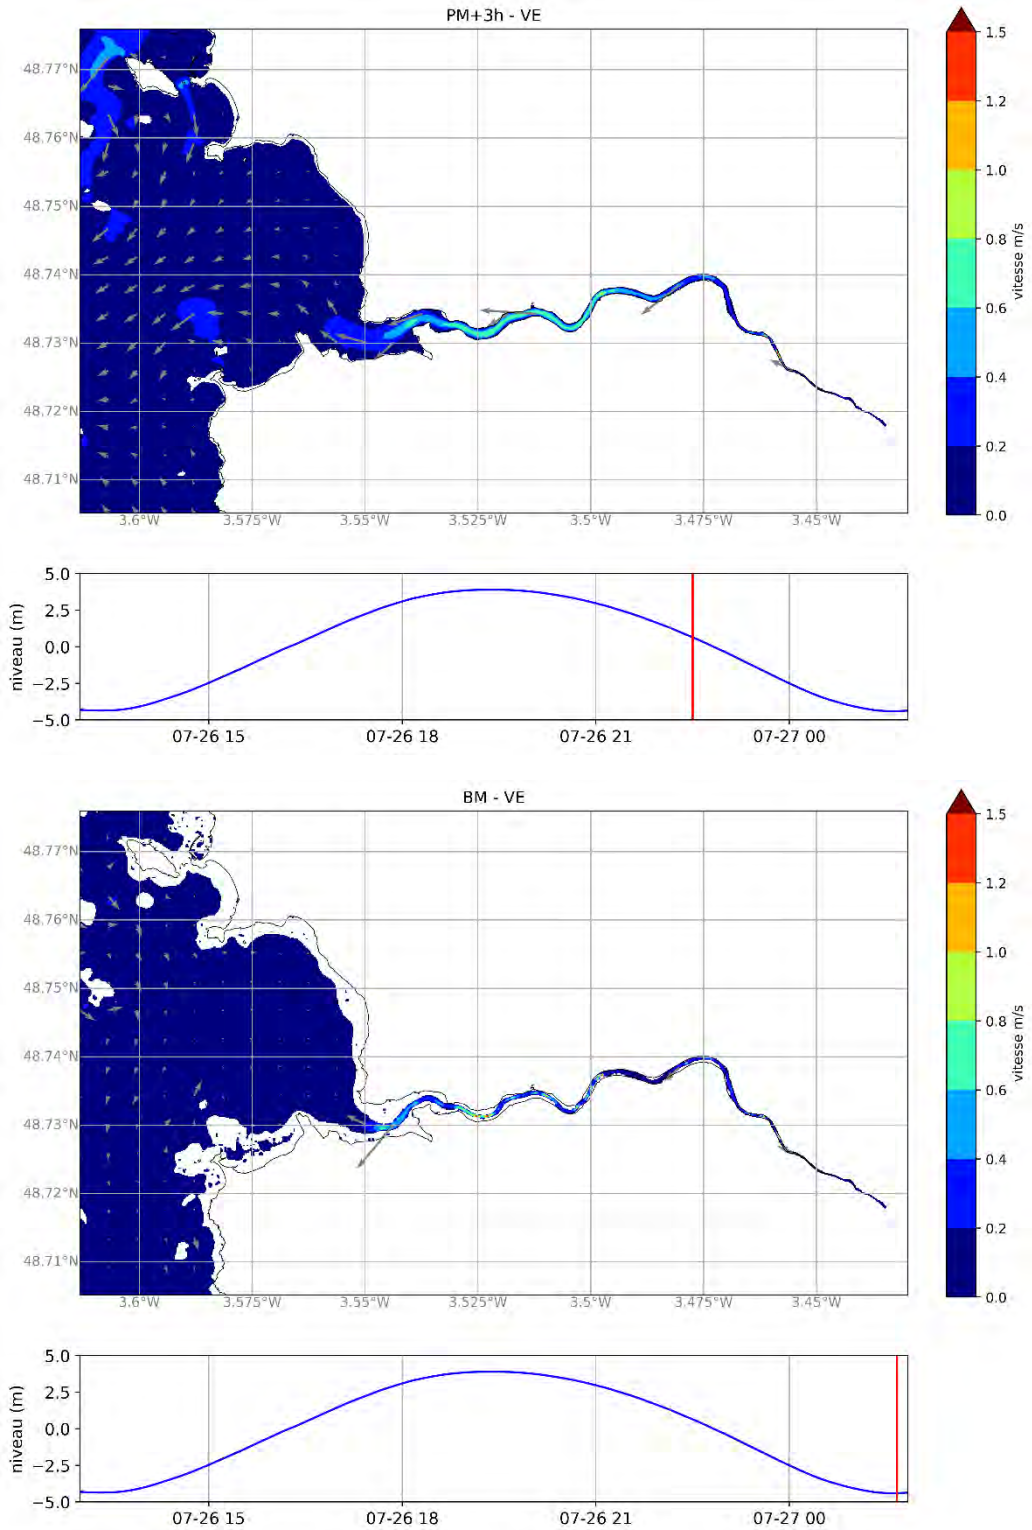 PM+3h - VE
48.77°N
48.76°N
48.75°N
48.74°N
48.73°N
48.72°N
48.71°N
3.6°W 3.575°W 3.55°W 3.525°W 3.5°W 3.475°W 3.45°W
1.5
1.2
1.0
0.8
0.6
0.4
0.2
0.0
vitesse m/s
5.0
2.5
0.0
−2.5
−5.0
niveau (m)
07-26 15 07-26 18 07-26 21 07-27 00
BM - VE
48.77°N
48.76°N
48.75°N
48.74°N
48.73°N
48.72°N
48.71°N
3.6°W 3.575°W 3.55°W 3.525°W 3.5°W 3.475°W 3.45°W
1.5
1.2
1.0
0.8
0.6
0.4
0.2
0.0
vitesse m/s
5.0
2.5
0.0
−2.5
−5.0
niveau (m)
07-26 15 07-26 18 07-26 21 07-27 00